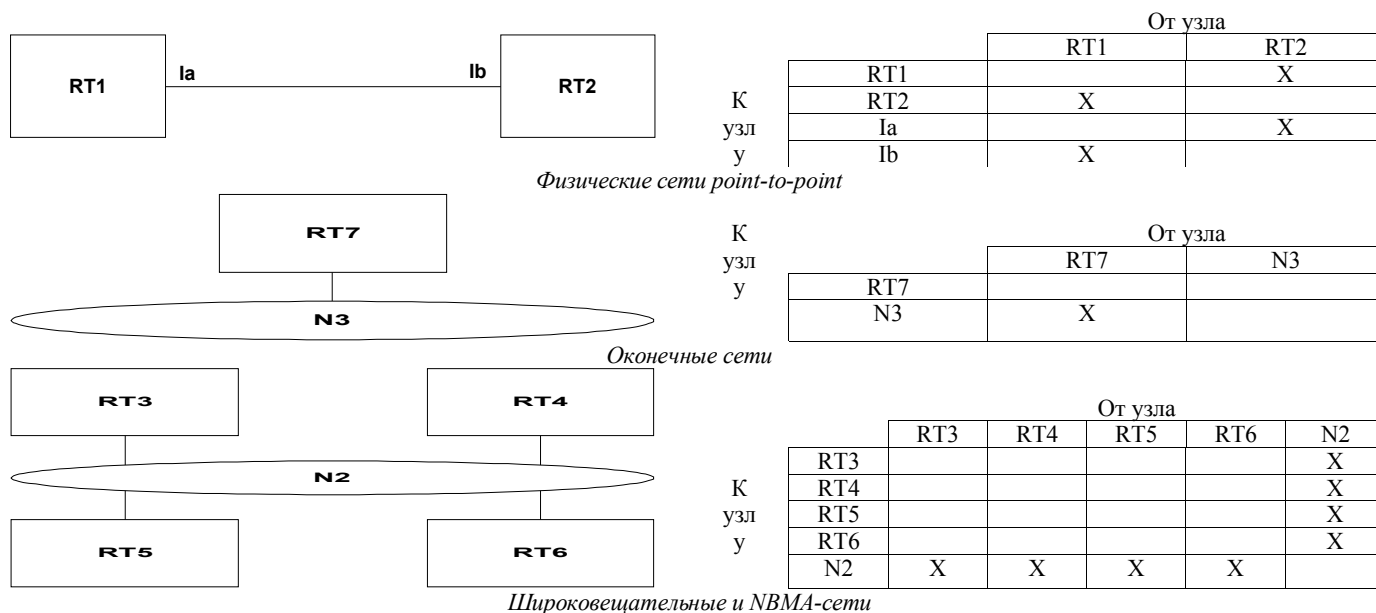 RT1 Ia Ib RT2
От узла
RT1 RT2
RT1 X
К RT2 X
узл Ia X
у Ib X
Физические сети point-to-point
RT7
N3
К От узла
узл RT7 N3
у RT7
N3 X
Оконечные сети
RT3 RT4
N2
RT5 RT6
От узла
RT3 RT4 RT5 RT6 N2
RT3 X
К RT4 X
узл RT5 X
у RT6 X
N2 X X X X
Широковещательные и NBMA-сети